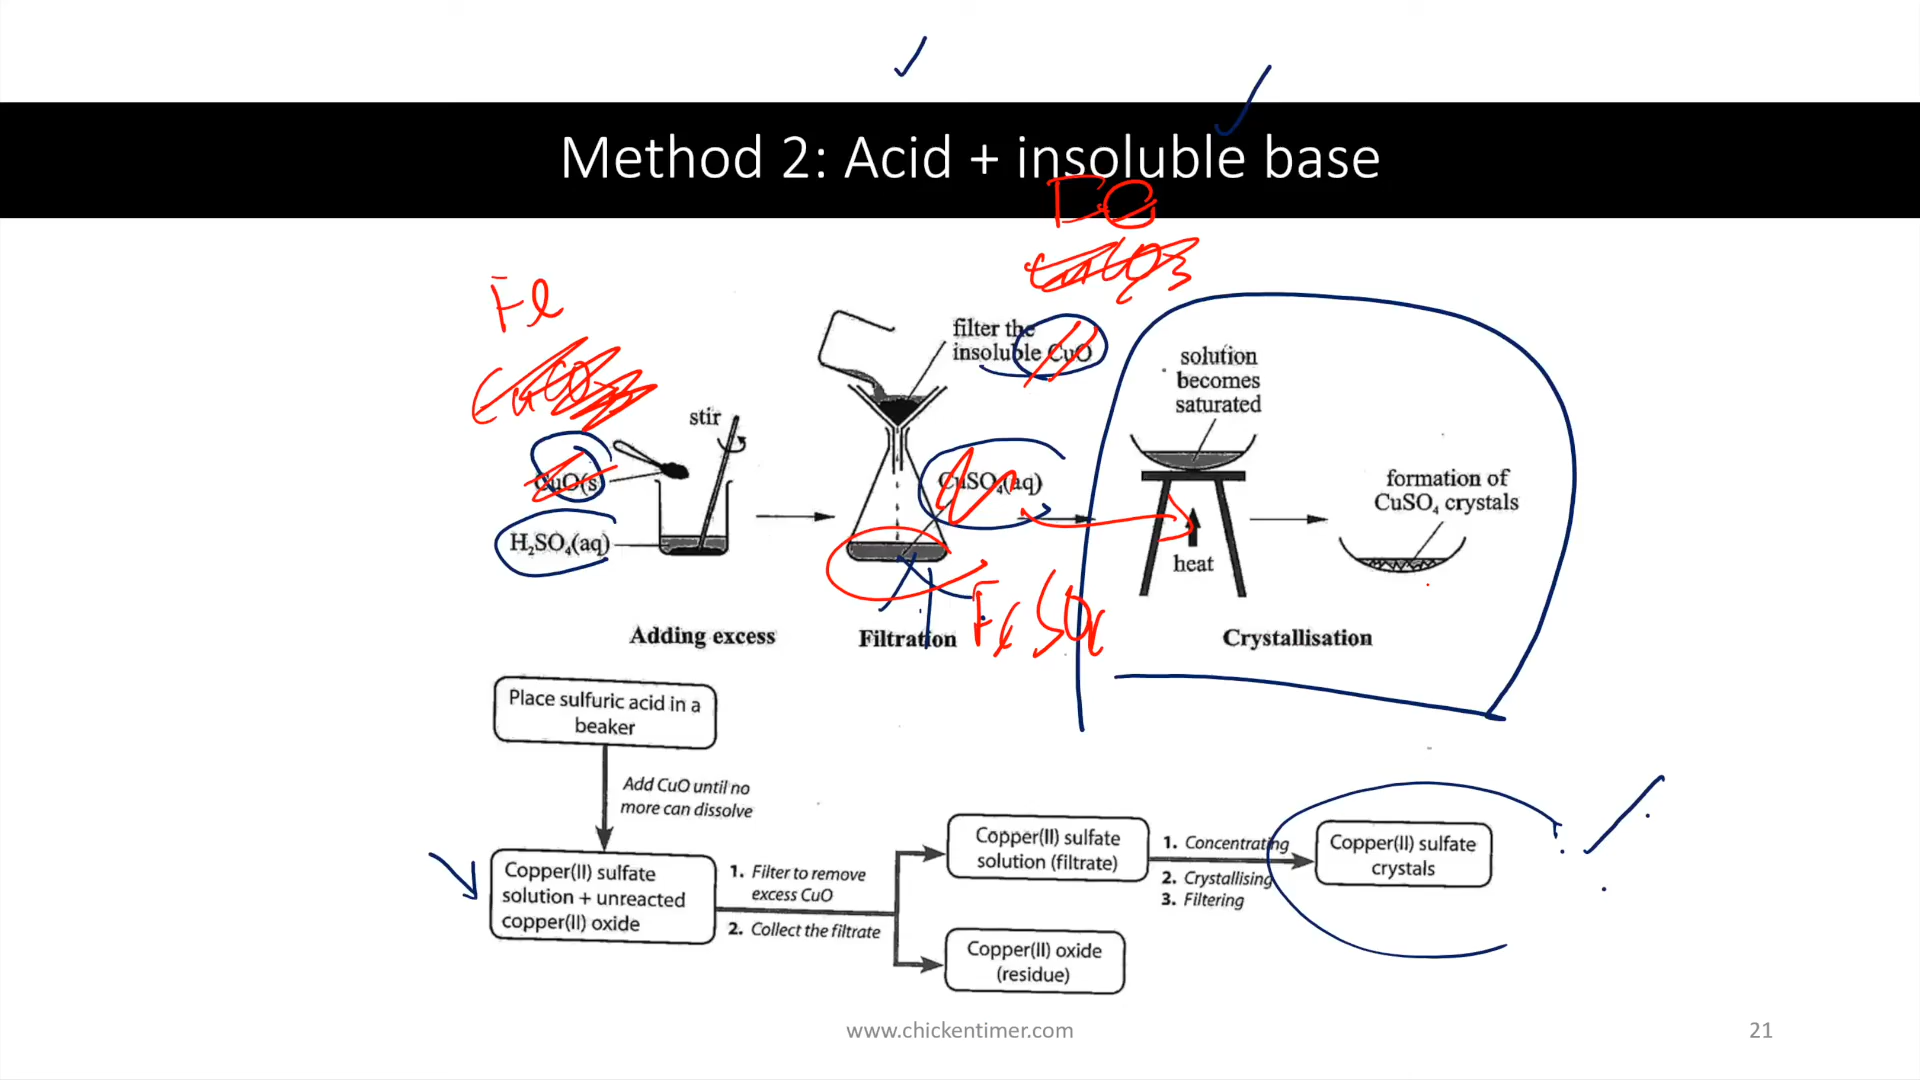 Method 2: Acid + insoluble base
Fe
Fe
CuCO₃
CuCO₃
filter the
insoluble CuO
solution
becomes
saturated
stir
CuO(s)
H₂SO₄(aq)
CuSO₄(aq)
formation of
CuSO₄ crystals
heat
FeSO₄
Adding excess
Filtration
Crystallisation
Place sulfuric acid in a
beaker
Add CuO until no
more can dissolve
Copper(II) sulfate
solution + unreacted
copper(II) oxide
1. Filter to remove
excess CuO
2. Collect the filtrate
Copper(II) sulfate
solution (filtrate)
Copper(II) oxide
(residue)
1. Concentrating
2. Crystallising
3. Filtering
Copper(II) sulfate
crystals
www.chickentimer.com
21